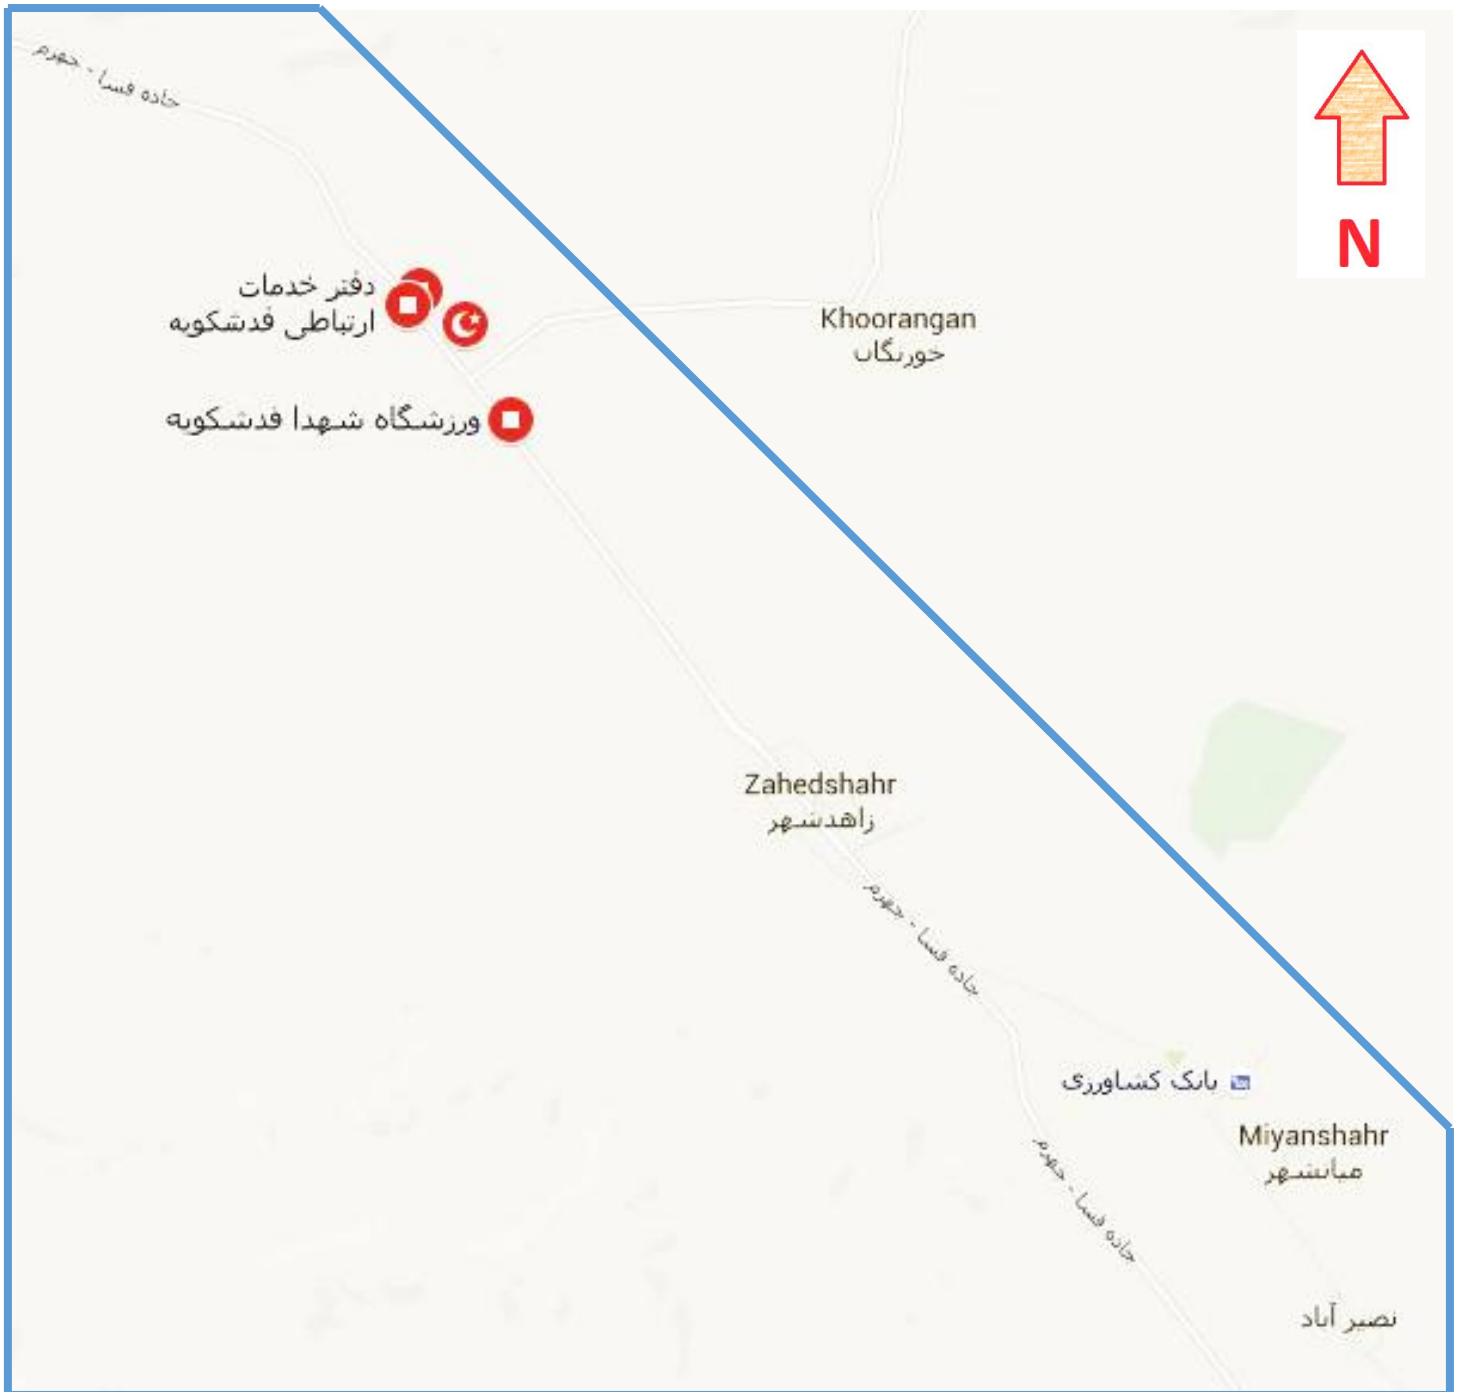 جاده فسا - جهرم
N
دفتر خدمات
ارتباطی فدشکویه
Khoorangan
خورنگان
ورزشگاه شهدا فدشکویه
Zahedshahr
زاهدشهر
جاده فسا - جهرم
بانک کشاورزی
Miyanshahr
میانشهر
جاده فسا - جهرم
نصیر آباد